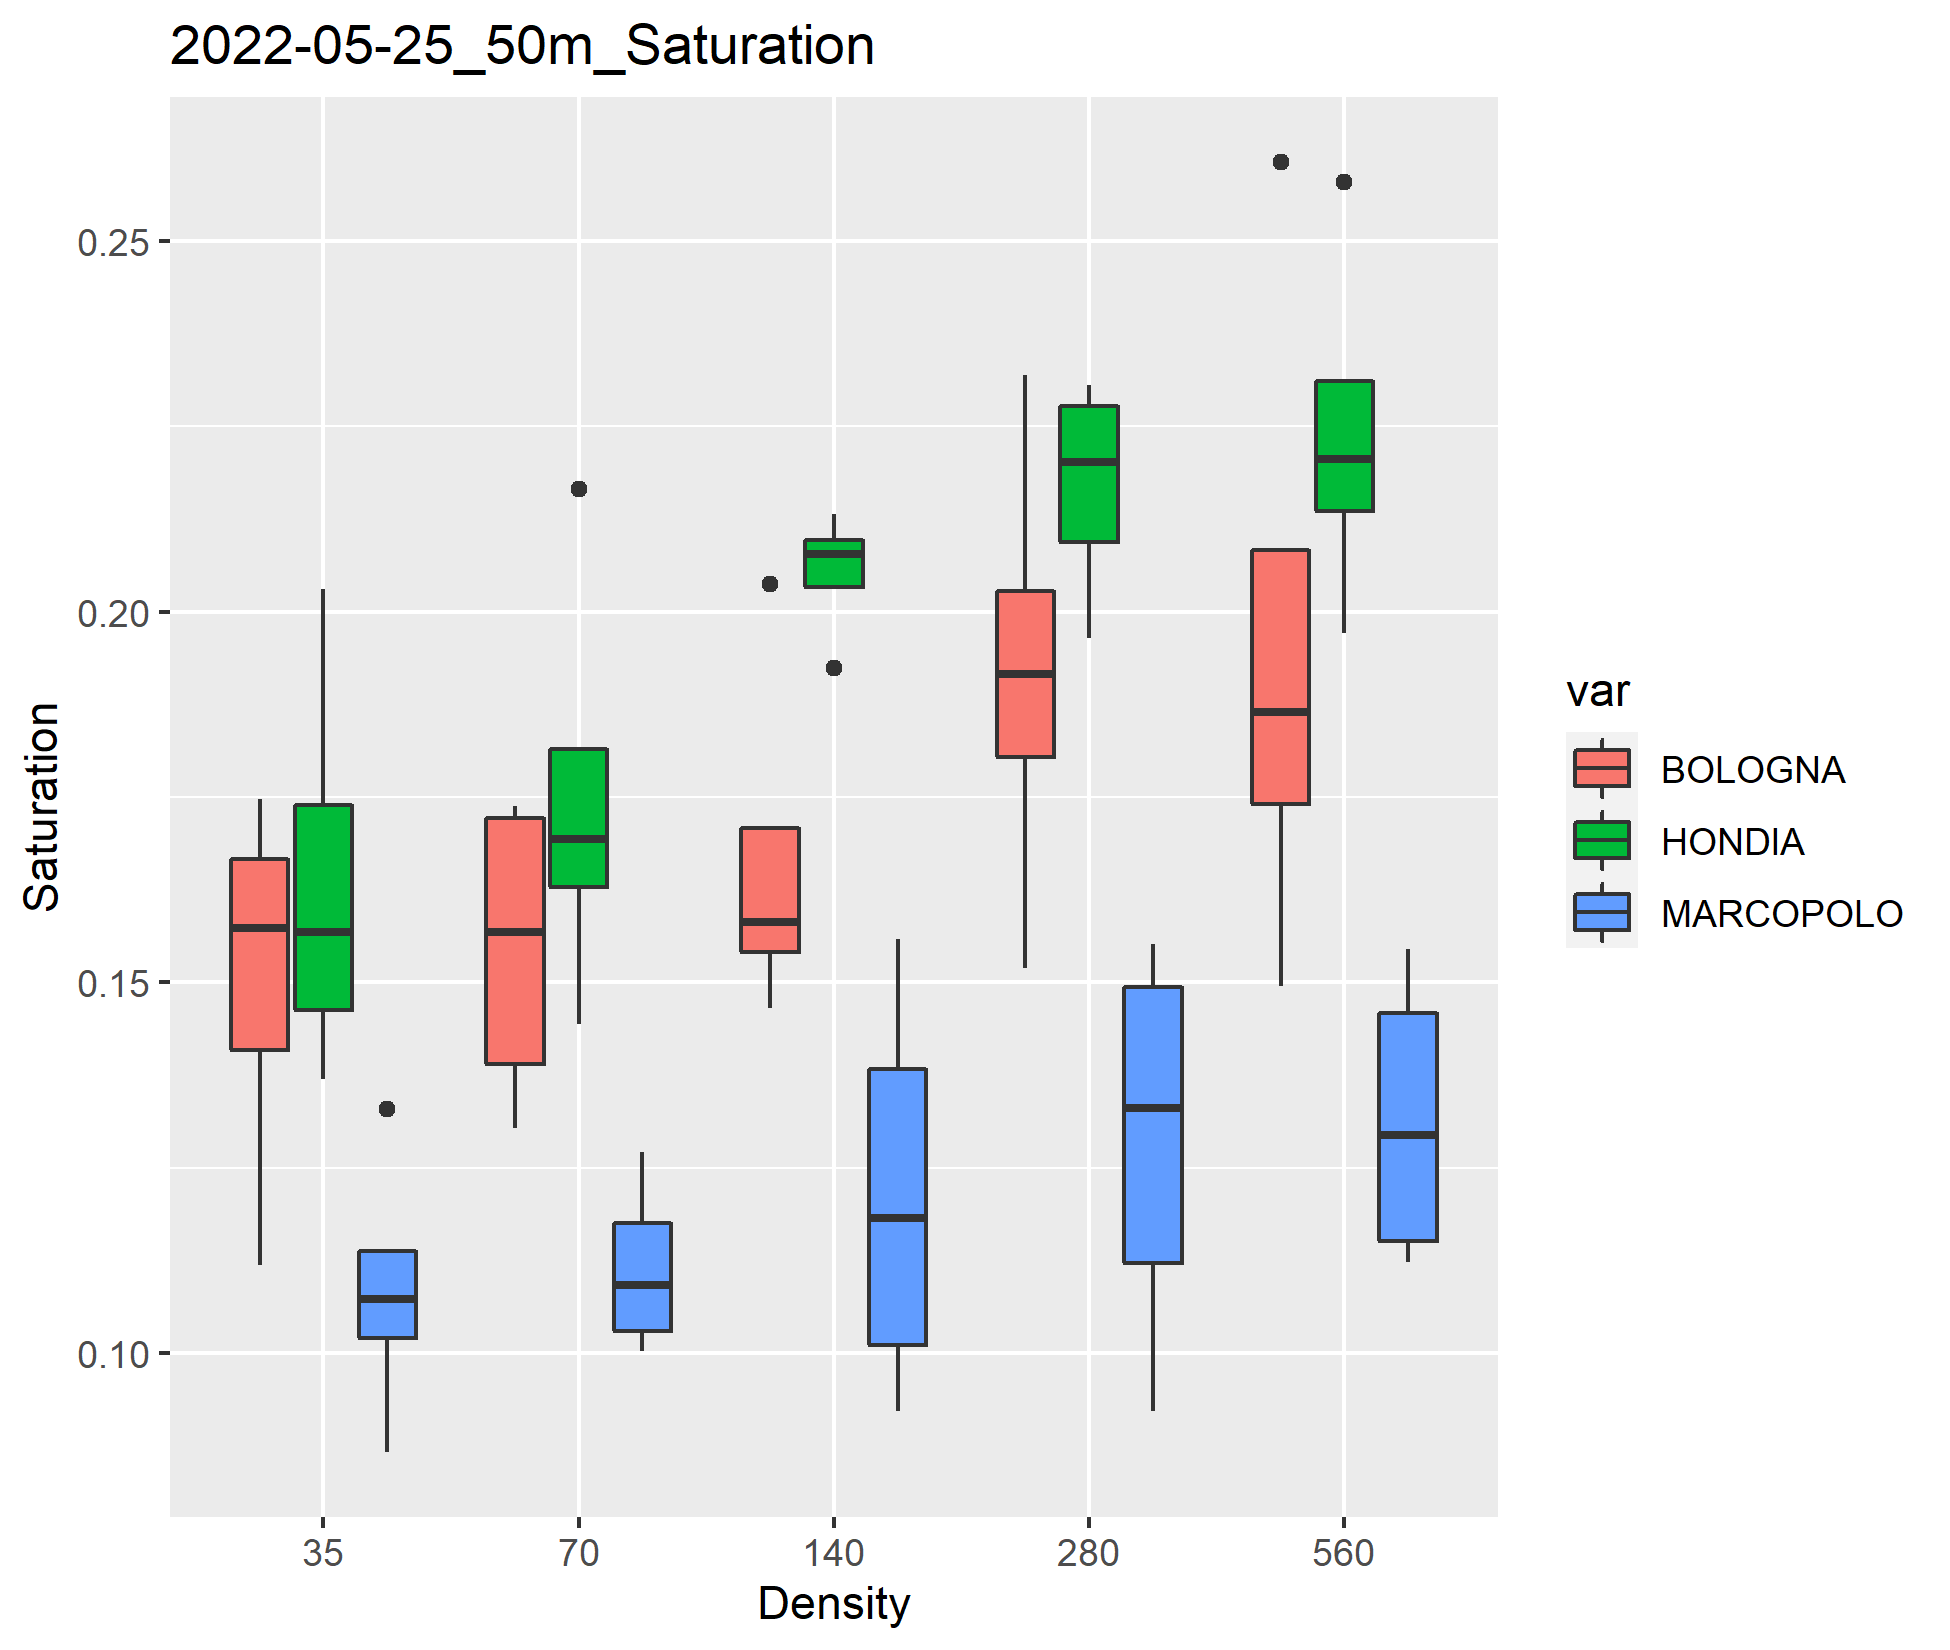 2022-05-25_50m_Saturation
0.25
0.20
0.15
0.10
Saturation
35 70 140 280 560
Density
var
BOLOGNA
HONDIA
MARCOPOLO